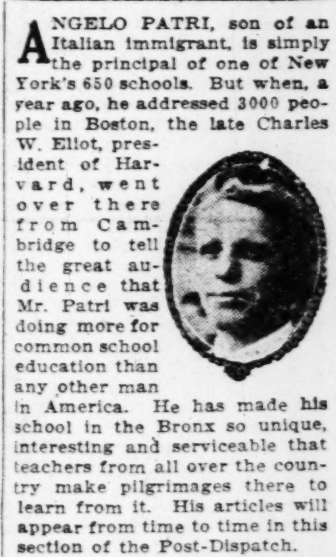 ANGELO PATRI, son of an
Italian immigrant, is simply
the principal of one of New
York's 650 schools. But when, a
year ago, he addressed 3000 peo-
ple in Boston, the late Charles
W. Eliot, pres-
ident of Har-
vard, went
over there
from Cam-
bridge to tell
the great au-
dience that
Mr. Patri was
doing more for
common school
education than
any other man
in America. He has made his
school in the Bronx so unique,
interesting and serviceable that
teachers from all over the coun-
try make pilgrimages there to
learn from it. His articles will
appear from time to time in this
section of the Post-Dispatch.